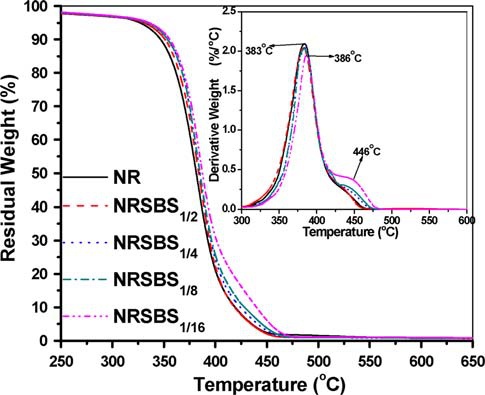 100
90
80
70
60
50
40
30
20
10
0
Residual Weight (%)
250 300 350 400 450 500 550 600 650
Temperature (°C)
NR
NRSBS1/2
NRSBS1/4
NRSBS1/8
NRSBS1/16
2.5
2.0
1.5
1.0
0.5
0.0
Derivative Weight (%/°C)
300 350 400 450 500 550 600
Temperature (°C)
383°C
386°C
446°C